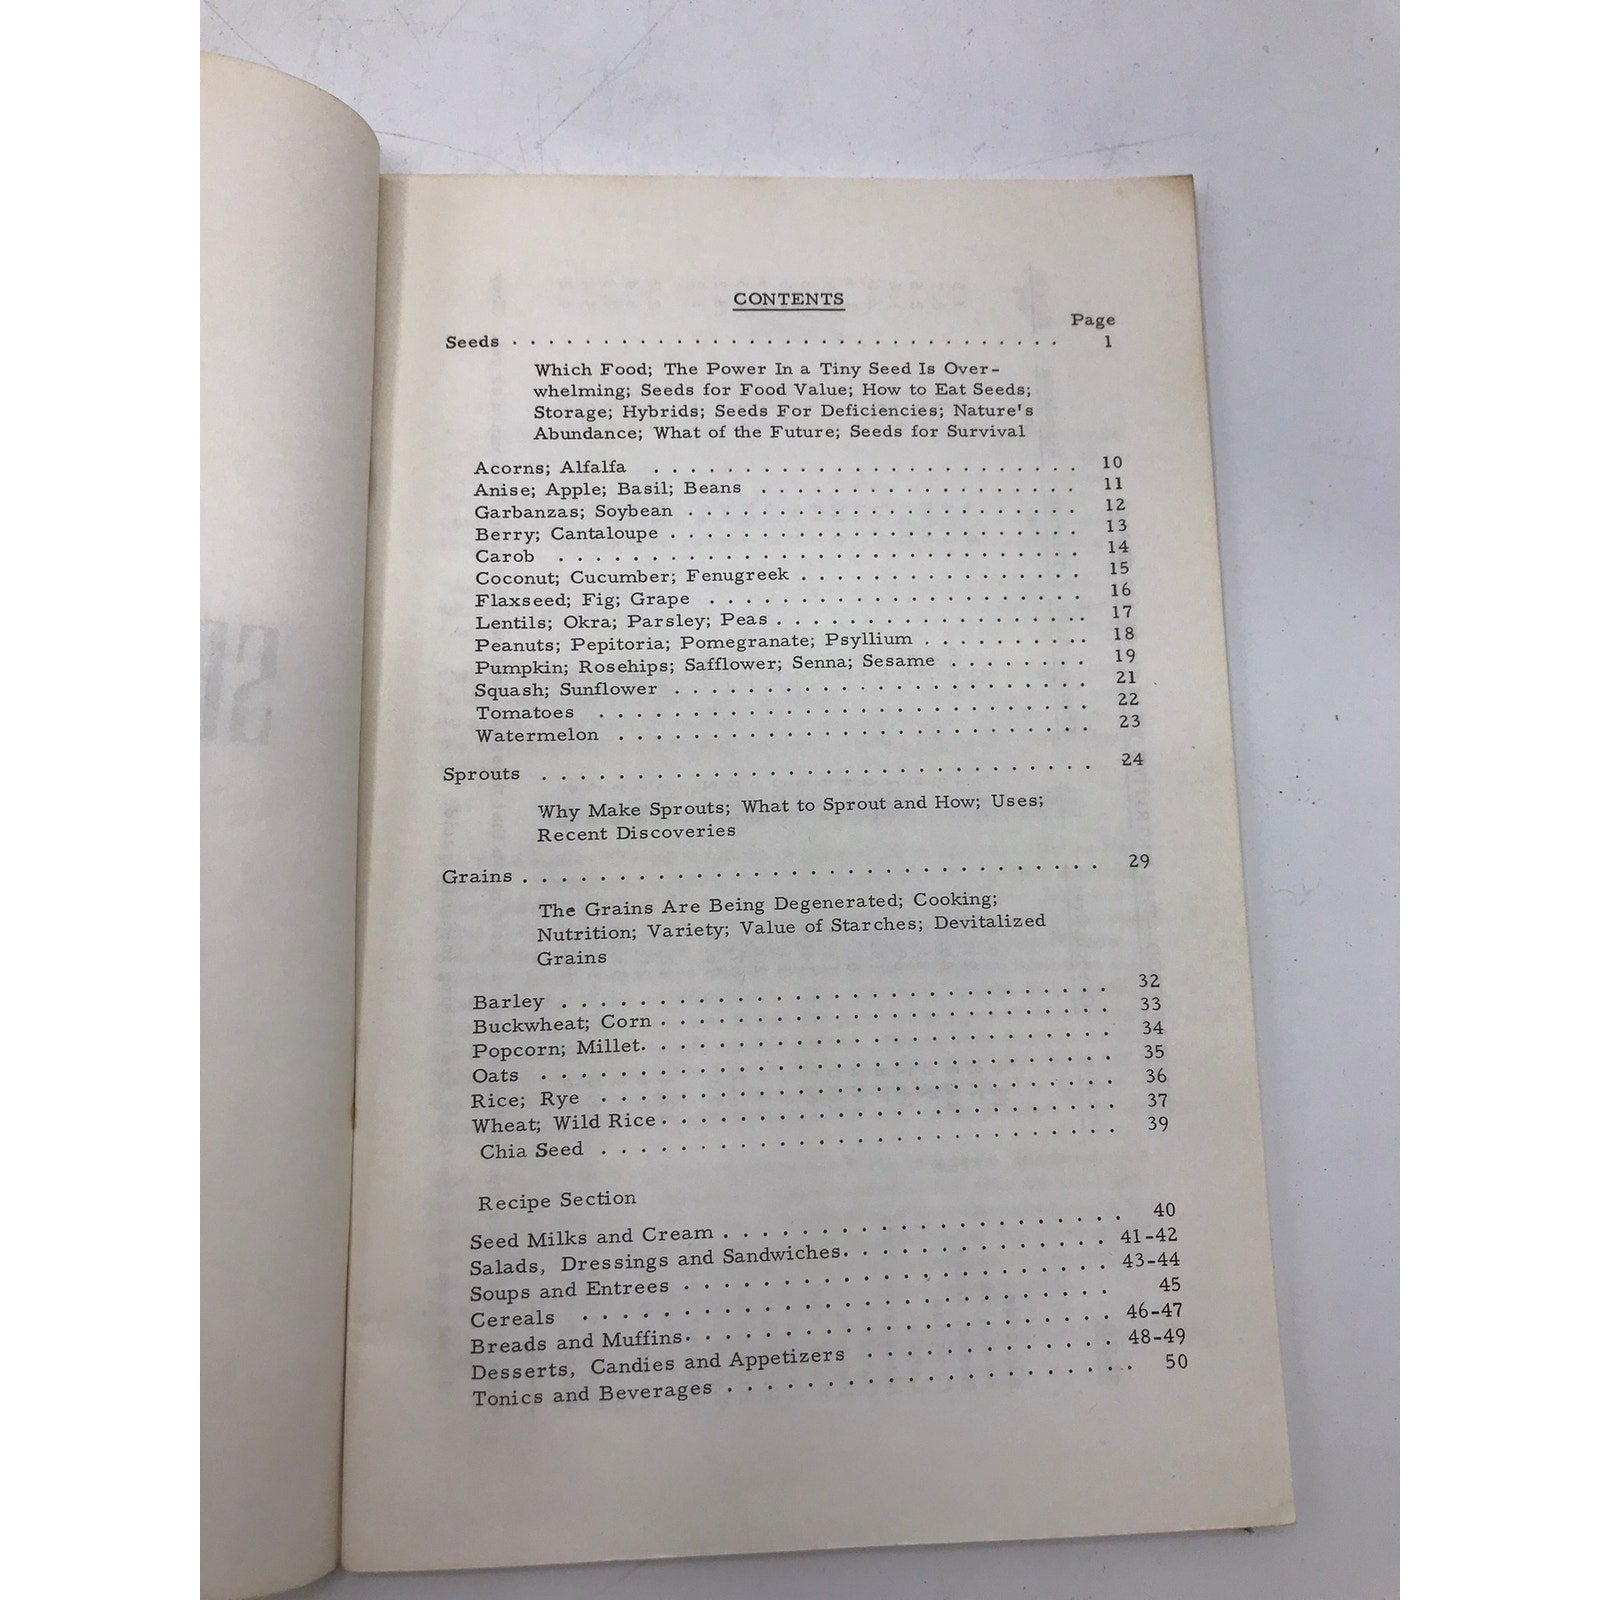 CONTENTS
Page
Seeds . . . . . . . . . . . . . . . . . . . . . . . . . . . . . . 1
Which Food; The Power In a Tiny Seed Is Over-
whelming; Seeds for Food Value; How to Eat Seeds;
Storage; Hybrids; Seeds For Deficiencies; Nature's
Abundance; What of the Future; Seeds for Survival
Acorns; Alfalfa . . . . . . . . . . . . . . . . . . . . . . . . 10
Anise; Apple; Basil; Beans . . . . . . . . . . . . . . . . . . 11
Garbanzas; Soybean . . . . . . . . . . . . . . . . . . . . . . 12
Berry; Cantaloupe . . . . . . . . . . . . . . . . . . . . . . . 13
Carob . . . . . . . . . . . . . . . . . . . . . . . . . . . . . 14
Coconut; Cucumber; Fenugreek . . . . . . . . . . . . . . . . 15
Flaxseed; Fig; Grape . . . . . . . . . . . . . . . . . . . . . 16
Lentils; Okra; Parsley; Peas . . . . . . . . . . . . . . . . . . 17
Peanuts; Pepitoria; Pomegranate; Psyllium . . . . . . . . . . 18
Pumpkin; Rosehips; Safflower; Senna; Sesame . . . . . . . . 19
Squash; Sunflower . . . . . . . . . . . . . . . . . . . . . . . 21
Tomatoes . . . . . . . . . . . . . . . . . . . . . . . . . . . 22
Watermelon . . . . . . . . . . . . . . . . . . . . . . . . . . 23
Sprouts . . . . . . . . . . . . . . . . . . . . . . . . . . . . . 24
Why Make Sprouts; What to Sprout and How; Uses;
Recent Discoveries
Grains . . . . . . . . . . . . . . . . . . . . . . . . . . . . . . 29
The Grains Are Being Degenerated; Cooking;
Nutrition; Variety; Value of Starches; Devitalized
Grains
Barley . . . . . . . . . . . . . . . . . . . . . . . . . . . . . 32
Buckwheat; Corn . . . . . . . . . . . . . . . . . . . . . . . . 33
Popcorn; Millet. . . . . . . . . . . . . . . . . . . . . . . . . 34
Oats . . . . . . . . . . . . . . . . . . . . . . . . . . . . . . 35
Rice; Rye . . . . . . . . . . . . . . . . . . . . . . . . . . . 36
Wheat; Wild Rice . . . . . . . . . . . . . . . . . . . . . . . . 37
Chia Seed . . . . . . . . . . . . . . . . . . . . . . . . . . . 39
Recipe Section
Seed Milks and Cream . . . . . . . . . . . . . . . . . . . . . 40
Salads, Dressings and Sandwiches. . . . . . . . . . . . . . . 41-42
Soups and Entrees . . . . . . . . . . . . . . . . . . . . . . . 43-44
Cereals . . . . . . . . . . . . . . . . . . . . . . . . . . . . 45
Breads and Muffins. . . . . . . . . . . . . . . . . . . . . . . 46-47
Desserts, Candies and Appetizers . . . . . . . . . . . . . . 48-49
Tonics and Beverages . . . . . . . . . . . . . . . . . . . . . . 50